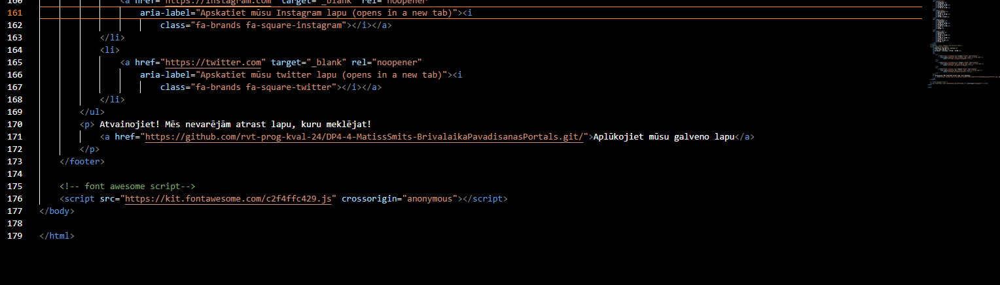 160 <a href="https://instagram.com" target="_blank" rel="noopener"
161 aria-label="Apskatiet mūsu Instagram lapu (opens in a new tab)"><i
162 class="fa-brands fa-square-instagram"></i></a>
163 </li>
164 <li>
165 <a href="https://twitter.com" target="_blank" rel="noopener"
166 aria-label="Apskatiet mūsu twitter lapu (opens in a new tab)"><i
167 class="fa-brands fa-square-twitter"></i></a>
168 </li>
169 </ul>
170 <p> Atvainojiet! Mēs nevarējām atrast lapu, kuru meklējat!
171 <a href="https://github.com/rvt-prog-kval-24/DP4-4-MatissSmits-BrivalaikaPavadisanasPortals.git/">Aplūkojiet mūsu galveno lapu</a>
172 </p>
173 </footer>
174
175 <!-- font awesome script-->
176 <script src="https://kit.fontawesome.com/c2f4ffc429.js" crossorigin="anonymous"></script>
177 </body>
178
179 </html>